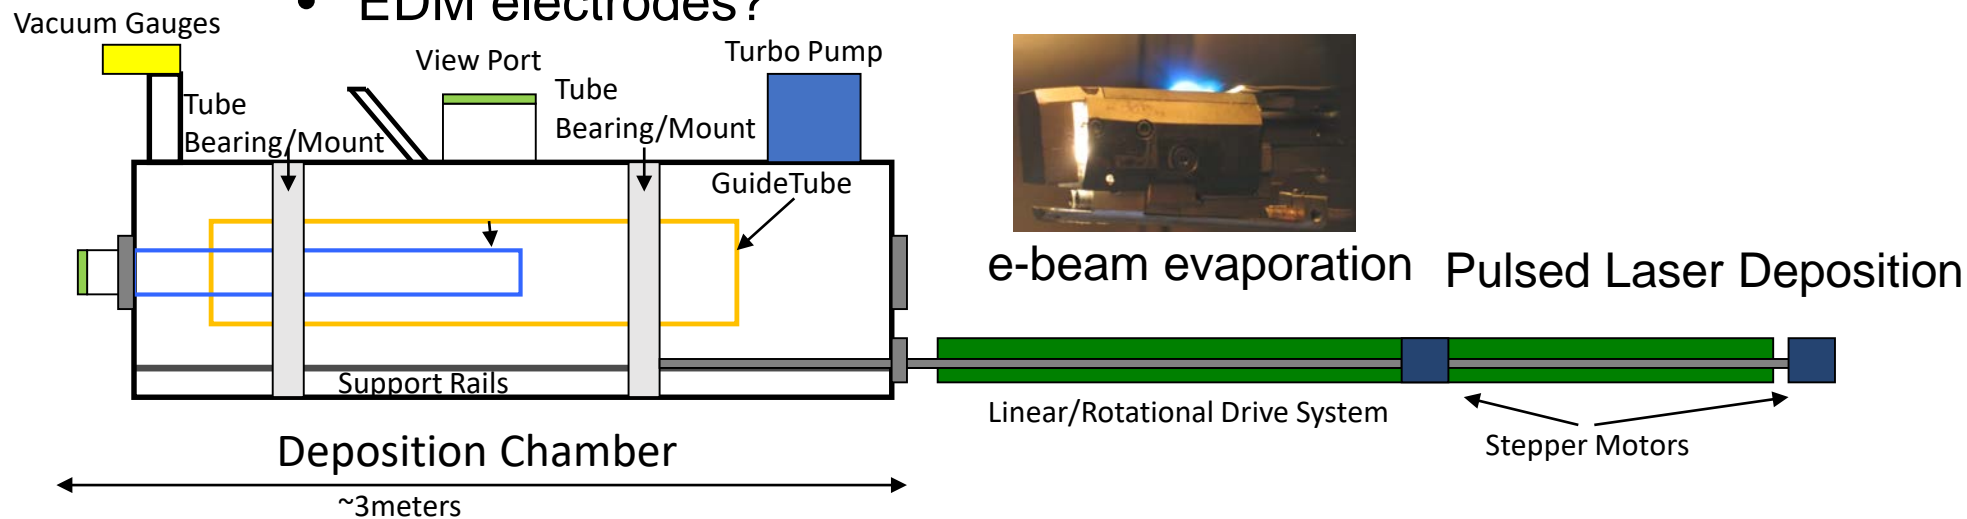 • EDM electrodes?
Vacuum Gauges
View Port
Turbo Pump
Tube
Bearing/Mount
Tube
Bearing/Mount
GuideTube
e-beam evaporation
Pulsed Laser Deposition
Support Rails
Linear/Rotational Drive System
Stepper Motors
Deposition Chamber
~3meters